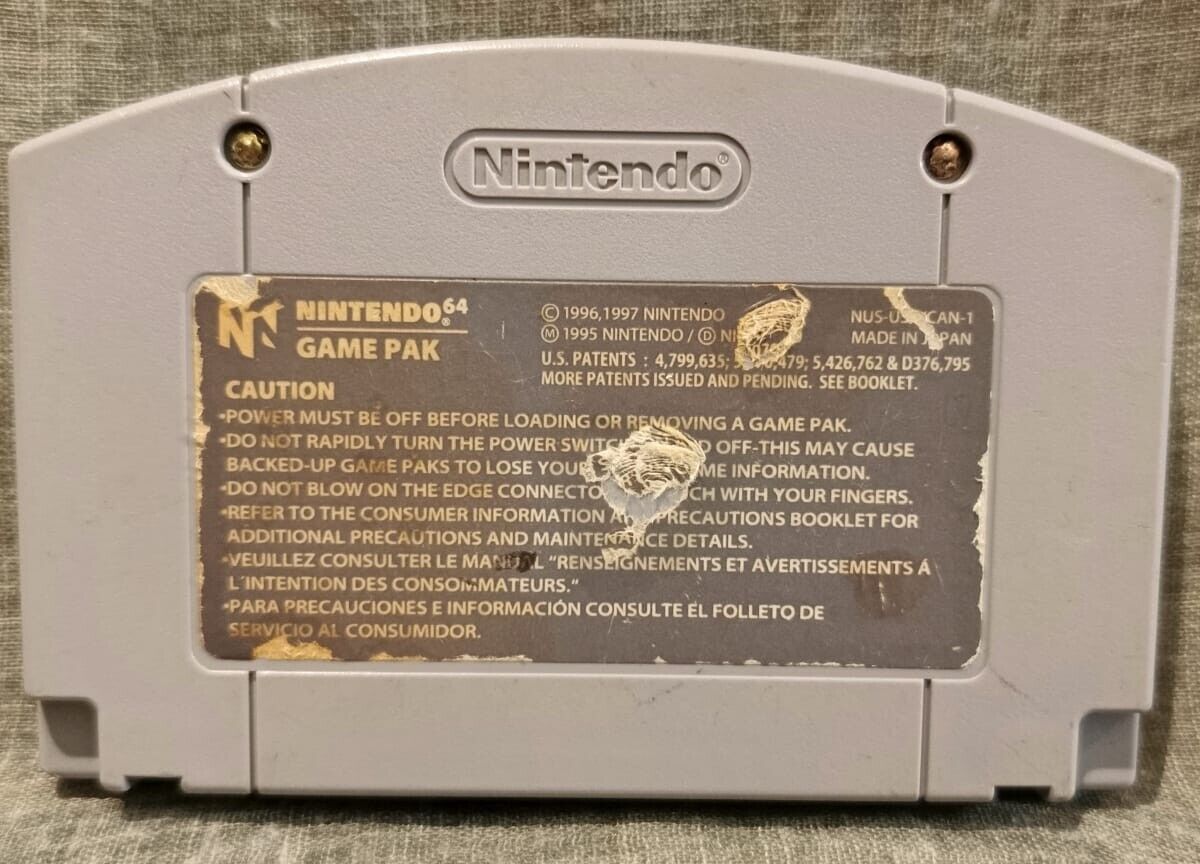 Nintendo®
NINTENDO64®
GAME PAK
© 1996,1997 NINTENDO
Ⓜ 1995 NINTENDO / Ⓓ
U.S. PATENTS : 4,799,635; 5,426,762 & D376,795
MORE PATENTS ISSUED AND PENDING. SEE BOOKLET.
MADE IN JAPAN
CAUTION
•POWER MUST BE OFF BEFORE LOADING OR REMOVING A GAME PAK.
•DO NOT RAPIDLY TURN THE POWER SWITCH OFF-THIS MAY CAUSE
BACKED-UP GAME PAKS TO LOSE YOUR INFORMATION.
•DO NOT BLOW ON THE EDGE WITH YOUR FINGERS.
•REFER TO THE CONSUMER INFORMATION PRECAUTIONS BOOKLET FOR
ADDITIONAL PRECAUTIONS AND MAINTENANCE DETAILS.
•VEUILLEZ CONSULTER LE MANUEL "RENSEIGNEMENTS ET AVERTISSEMENTS Á
L'INTENTION DES CONSOMMATEURS."
•PARA PRECAUCIONES E INFORMACIÓN CONSULTE EL FOLLETO DE
SERVICIO AL CONSUMIDOR.